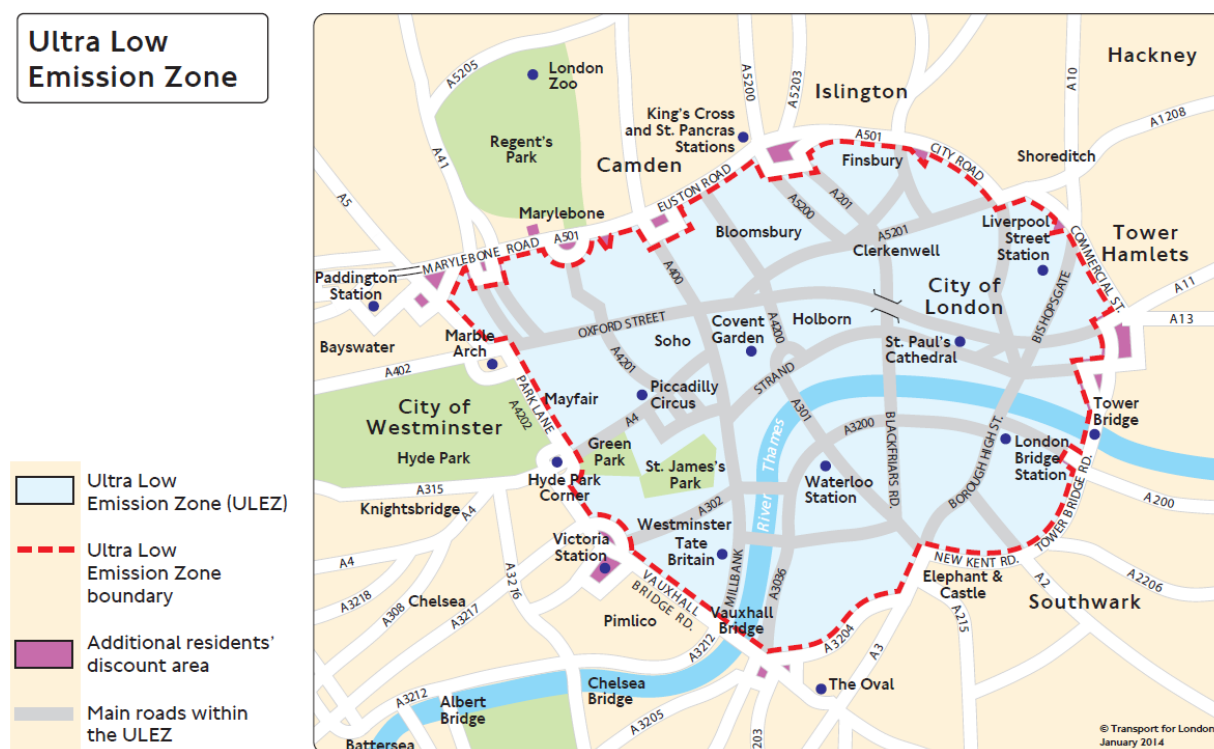 Ultra Low
Emission Zone
Ultra Low
Emission Zone (ULEZ)
Ultra Low
Emission Zone
boundary
Additional residents’
discount area
Main roads within
the ULEZ
Hackney
A10
A5205
London
Zoo
A5200
A5203
Islington
A1208
King's Cross
and St. Pancras
Stations
A501
Regent's
Park
A41
Camden
Finsbury
CITY ROAD
Shoreditch
A5
EUSTON ROAD
A5200
A201
Marylebone
Bloomsbury
A5201
Clerkenwell
Liverpool
Street
Station
COMMERCIAL ST.
Tower
Hamlets
MARYLEBONE ROAD
A501
Paddington
Station
A400
City of
London
BISHOPSGATE
A11
A13
OXFORD STREET
Covent
Garden
A4200
Holborn
Soho
St. Paul's
Cathedral
Marble
Arch
Bayswater
A402
A4201
STRAND
PARK LANE
A4202
Mayfair
Piccadilly
Circus
A4
City of
Westminster
Hyde Park
A301
A3200
BLACKFRIARS RD.
BOROUGH HIGH ST.
Tower
Bridge
Green
Park
St. James's
Park
River Thames
London
Bridge
Station
Waterloo
Station
TOWER BRIDGE RD.
A200
A315
Hyde Park
Corner
Knightsbridge
A4
A302
Westminster
Victoria
Station
Tate
Britain
MILLBANK
A3036
NEW KENT RD.
Elephant &
Castle
A2
A2206
Southwark
A4
A3218
A308
A3217
A3216
Chelsea
VAUXHALL
BRIDGE RD.
Pimlico
Vauxhall
Bridge
A3212
A3204
A3
A215
The Oval
Chelsea
Bridge
A3212
Albert
Bridge
A3205
Battersea
203
© Transport for London
January 2014